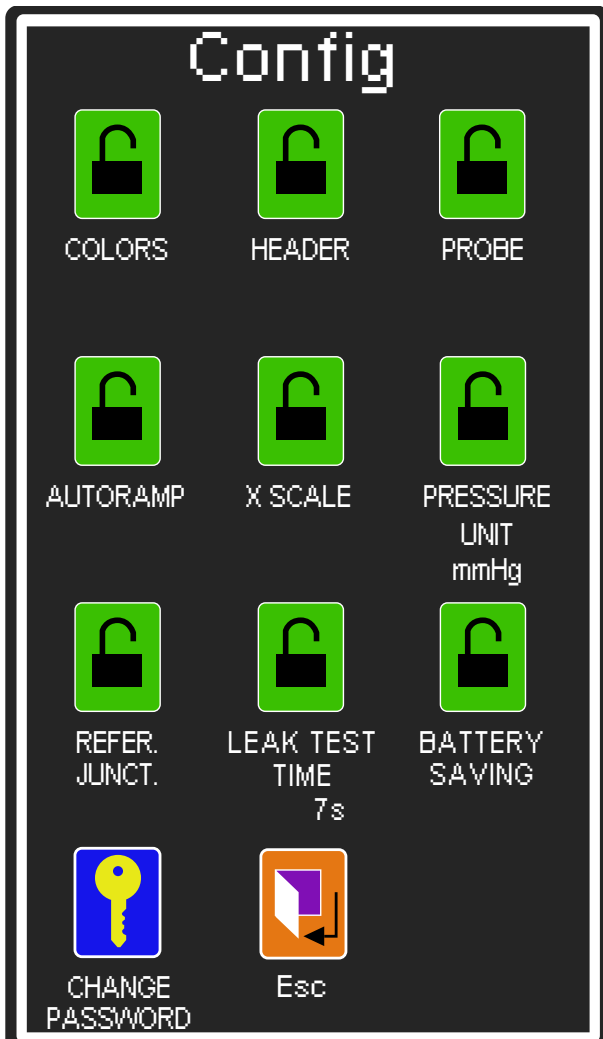 Config
COLORS HEADER PROBE
AUTORAMP X SCALE PRESSURE
UNIT
mmHg
REFER. LEAK TEST BATTERY
JUNCT. TIME SAVING
7s
CHANGE Esc
PASSWORD